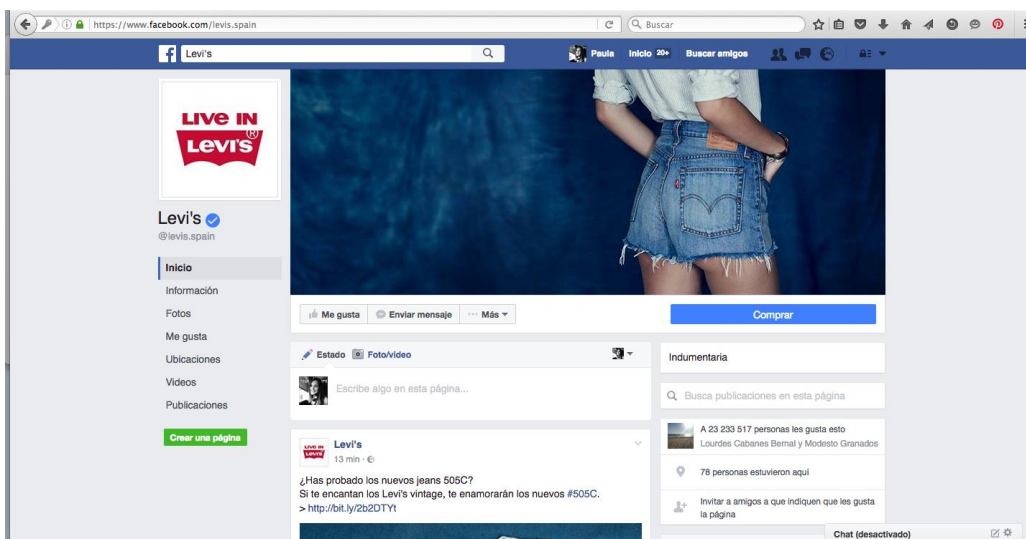 https://www.facebook.com/levis.spain
Buscar
Levi's
Paula Inicio 20+ Buscar amigos
LIVE IN
LEVI'S®
Levi's
@levis.spain
Inicio
Información
Fotos
Me gusta
Ubicaciones
Videos
Publicaciones
Crear una página
Me gusta Enviar mensaje ··· Más
Comprar
Estado Foto/video
Escribe algo en esta página...
Indumentaria
Busca publicaciones en esta página
A 23 233 517 personas les gusta esto
Lourdes Cabanes Bernal y Modesto Granados
78 personas estuvieron aquí
Invitar a amigos a que indiquen que les gusta
la página
LIVE IN
LEVI'S
Levi's
13 min ·
¿Has probado los nuevos jeans 505C?
Si te encantan los Levi's vintage, te enamorarán los nuevos #505C.
> http://bit.ly/2b2DTYt
Chat (desactivado)